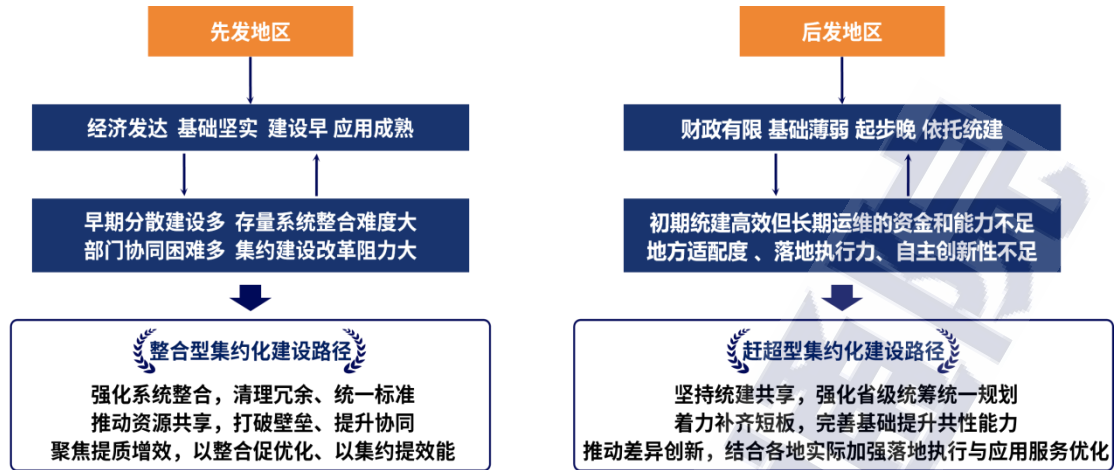 先发地区
经济发达 基础坚实 建设早 应用成熟
早期分散建设多 存量系统整合难度大
部门协同困难多 集约建设改革阻力大
整合型集约化建设路径
强化系统整合，清理冗余、统一标准
推动资源共享，打破壁垒、提升协同
聚焦提质增效，以整合促优化、以集约提效能
后发地区
财政有限 基础薄弱 起步晚 依托统建
初期统建高效但长期运维的资金和能力不足
地方适配度 、落地执行力、自主创新性不足
赶超型集约化建设路径
坚持统建共享，强化省级统筹统一规划
着力补齐短板，完善基础提升共性能力
推动差异创新，结合各地实际加强落地执行与应用服务优化